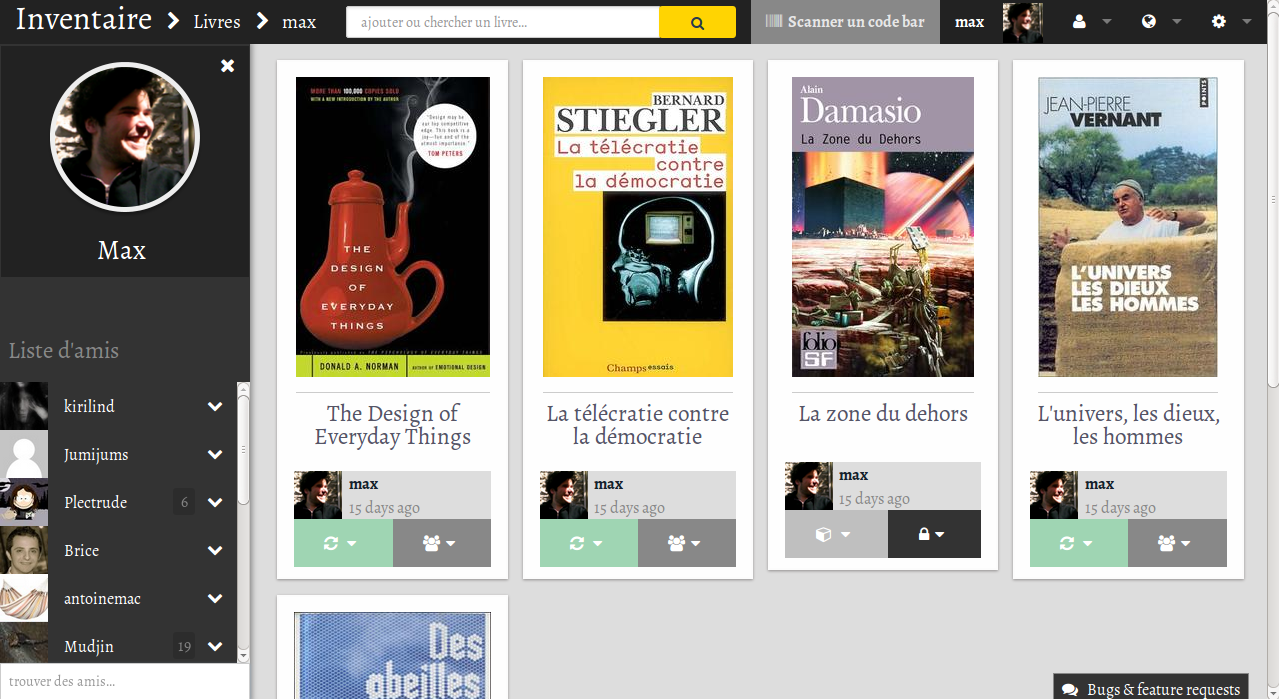 Inventaire
Livres
max
ajouter ou chercher un livre...
Scanner un code bar
max
Max
Liste d'amis
kirilind
Jumijums
Plectrude 6
Brice
antoinemac
Mudjin 19
trouver des amis...
MORE THAN 100,000 COPIES SOLD
WITH A NEW INTRODUCTION BY THE AUTHOR
"Design may be
our top competitive
edge. This book is a
joy—fun and of the
utmost importance."
TOM PETERS
THE
DESIGN
OF
EVERYDAY
THINGS
Previously published as THE PSYCHOLOGY OF EVERYDAY THINGS
DONALD A. NORMAN
AUTHOR OF EMOTIONAL DESIGN
The Design of
Everyday Things
max
15 days ago
BERNARD
STIEGLER
La télécratie
contre
la démocratie
Champs essais
La télécratie contre
la démocratie
max
15 days ago
Alain
Damasio
La Zone du Dehors
folio
SF
La zone du dehors
max
15 days ago
JEAN-PIERRE
VERNANT
POINTS
L'UNIVERS
LES DIEUX
LES HOMMES
L'univers, les dieux,
les hommes
max
15 days ago
Des
abeilles
Bugs & feature requests